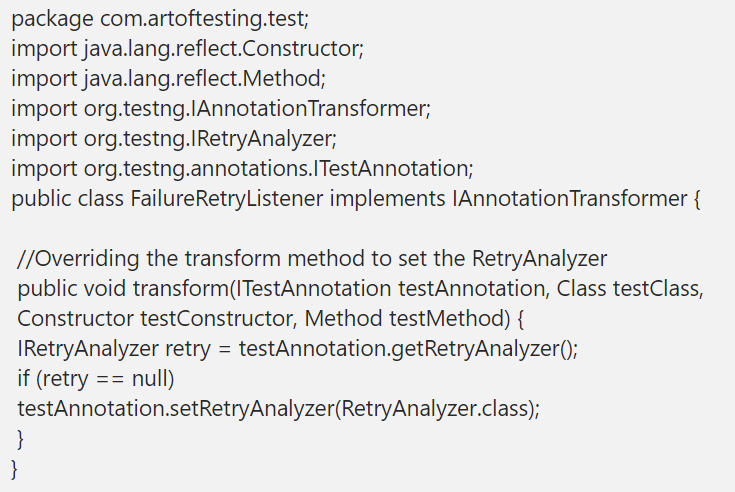 package com.artoftesting.test;
import java.lang.reflect.Constructor;
import java.lang.reflect.Method;
import org.testng.IAnnotationTransformer;
import org.testng.IRetryAnalyzer;
import org.testng.annotations.ITestAnnotation;
public class FailureRetryListener implements IAnnotationTransformer {
//Overriding the transform method to set the RetryAnalyzer
public void transform(ITestAnnotation testAnnotation, Class testClass,
Constructor testConstructor, Method testMethod) {
IRetryAnalyzer retry = testAnnotation.getRetryAnalyzer();
if (retry == null)
testAnnotation.setRetryAnalyzer(RetryAnalyzer.class);
}
}